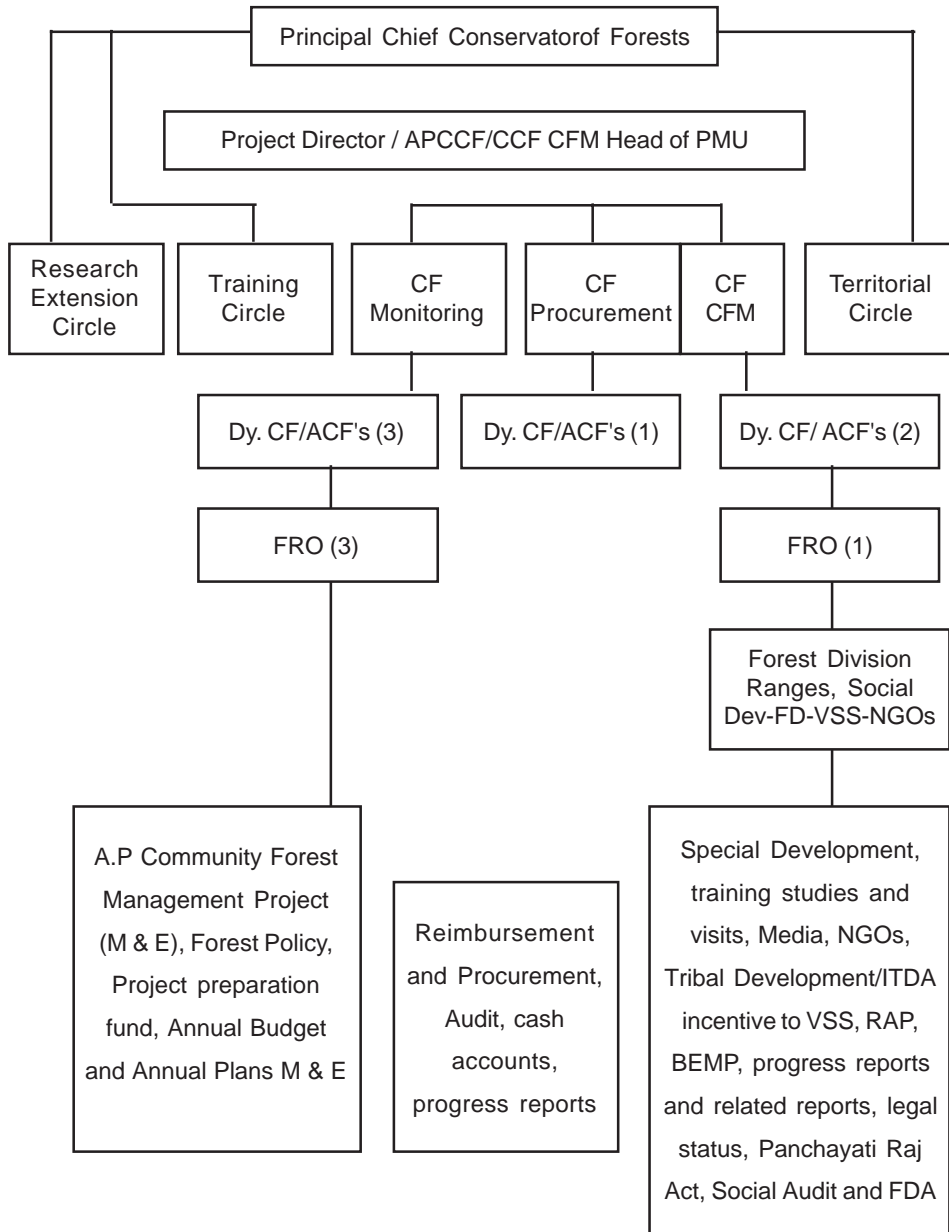 Principal Chief Conservatorof Forests
Project Director / APCCF/CCF CFM Head of PMU
Research
Extension
Circle
Training
Circle
CF
Monitoring
CF
Procurement
CF
CFM
Territorial
Circle
Dy. CF/ACF's (3)
Dy. CF/ACF's (1)
Dy. CF/ ACF's (2)
FRO (3)
FRO (1)
Forest Division
Ranges, Social
Dev-FD-VSS-NGOs
A.P Community Forest
Management Project
(M & E), Forest Policy,
Project preparation
fund, Annual Budget
and Annual Plans M & E
Reimbursement
and Procurement,
Audit, cash
accounts,
progress reports
Special Development,
training studies and
visits, Media, NGOs,
Tribal Development/ITDA
incentive to VSS, RAP,
BEMP, progress reports
and related reports, legal
status, Panchayati Raj
Act, Social Audit and FDA